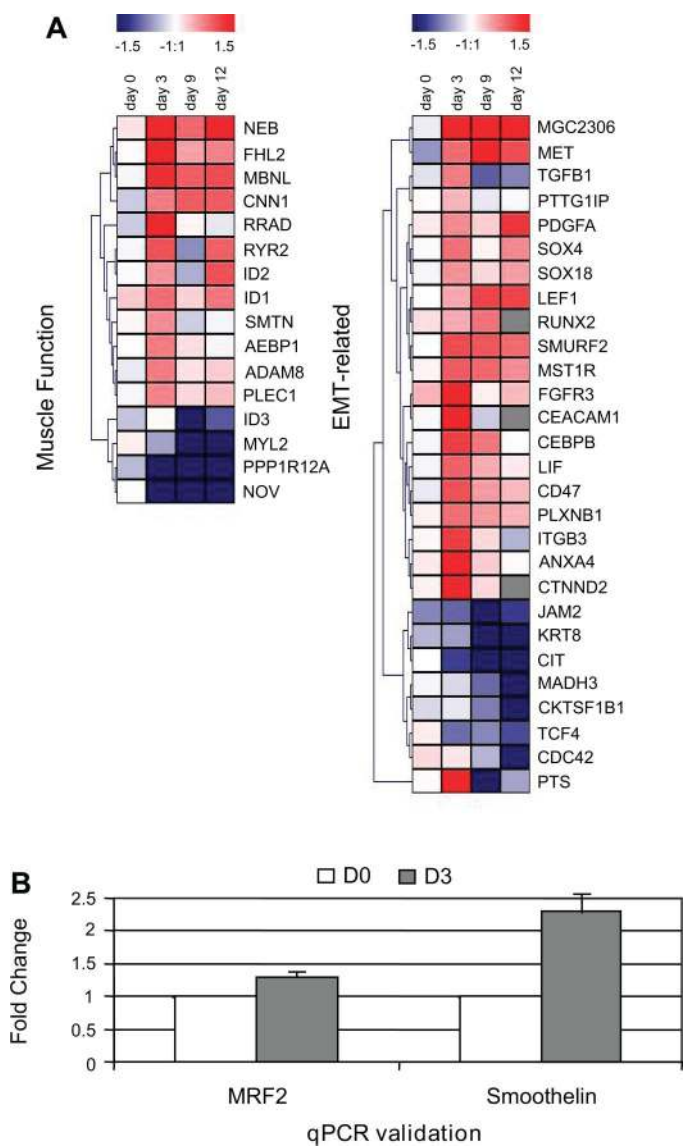 A
-1.5 -1:1 1.5
day 0 day 3 day 9 day 12
Muscle Function
NEB
FHL2
MBNL
CNN1
RRAD
RYR2
ID2
ID1
SMTN
AEBP1
ADAM8
PLEC1
ID3
MYL2
PPP1R12A
NOV
-1.5 -1:1 1.5
day 0 day 3 day 9 day 12
EMT-related
MGC2306
MET
TGFB1
PTTG1IP
PDGFA
SOX4
SOX18
LEF1
RUNX2
SMURF2
MST1R
FGFR3
CEACAM1
CEBPB
LIF
CD47
PLXNB1
ITGB3
ANXA4
CTNND2
JAM2
KRT8
CIT
MADH3
CKTSF1B1
TCF4
CDC42
PTS
B
D0 D3
Fold Change
2.5
2
1.5
1
0.5
0
MRF2 Smoothelin
qPCR validation